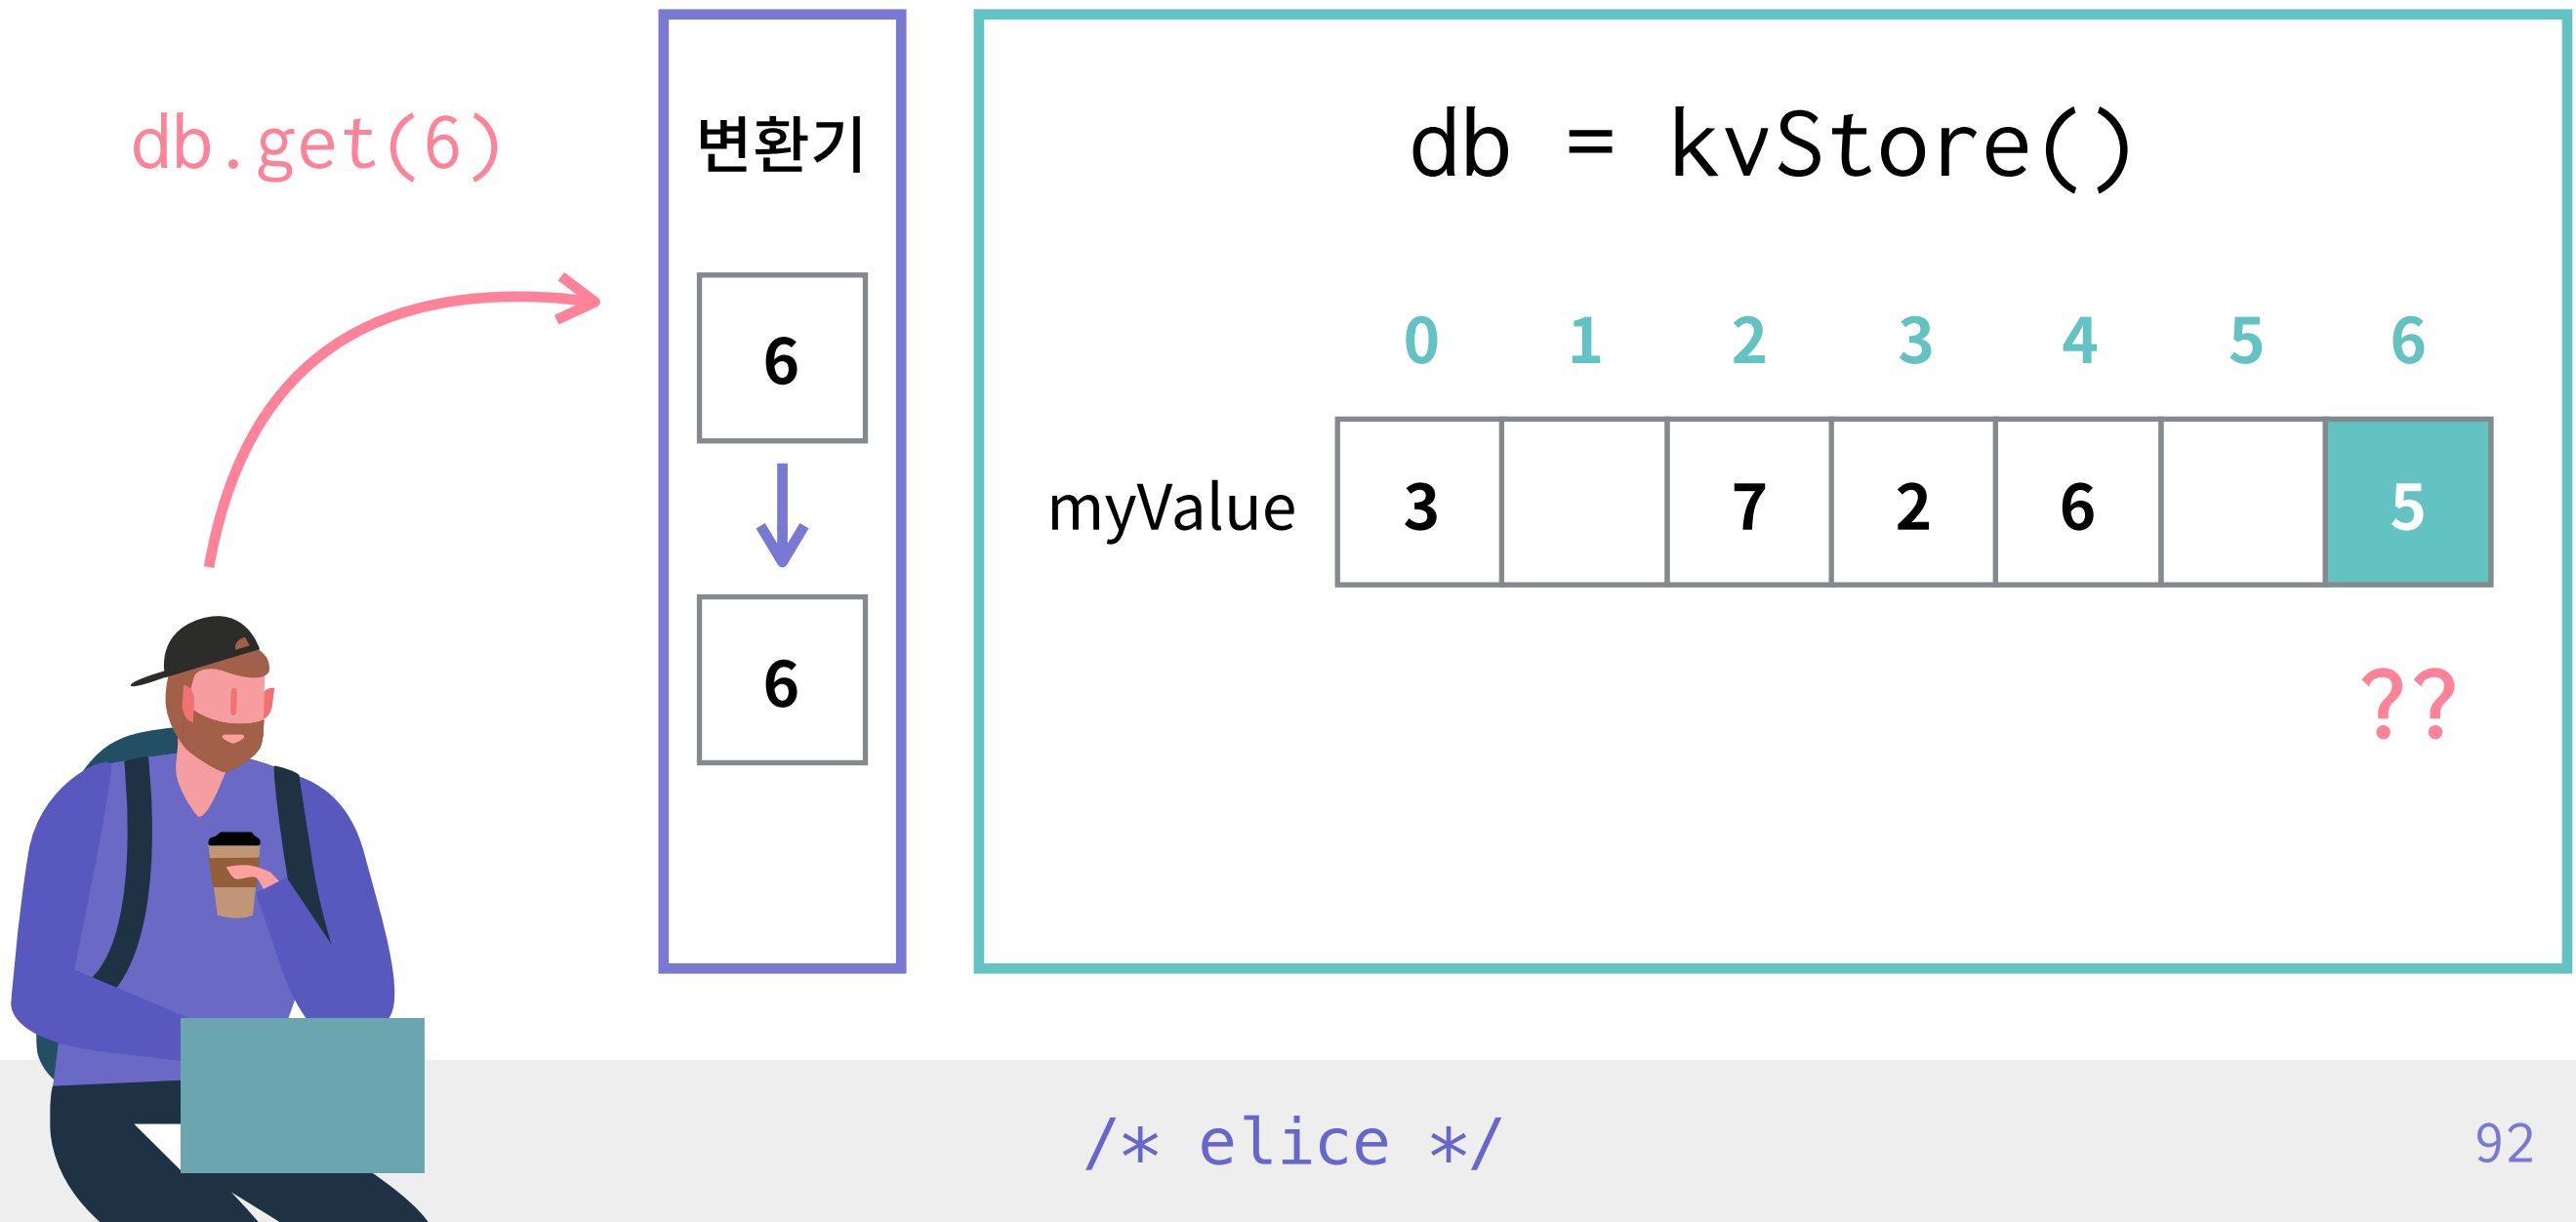 db.get(6)
변환기
6
6
db = kvStore()
0 1 2 3 4 5 6
myValue 3 7 2 6 5
??
/* elice */
92